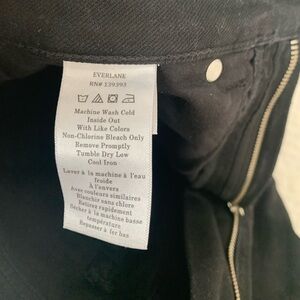 EVERLANE
RN# 139393
Machine Wash Cold
Inside Out
With Like Colors
Non-Chlorine Bleach Only
Remove Promptly
Tumble Dry Low
Cool Iron
Laver à la machine à l'eau
froide
À l'envers
Avec couleurs similaires
Blanchir sans chlore
Retirez rapidement
Sécher à la machine basse
température
Repasser à fer bas